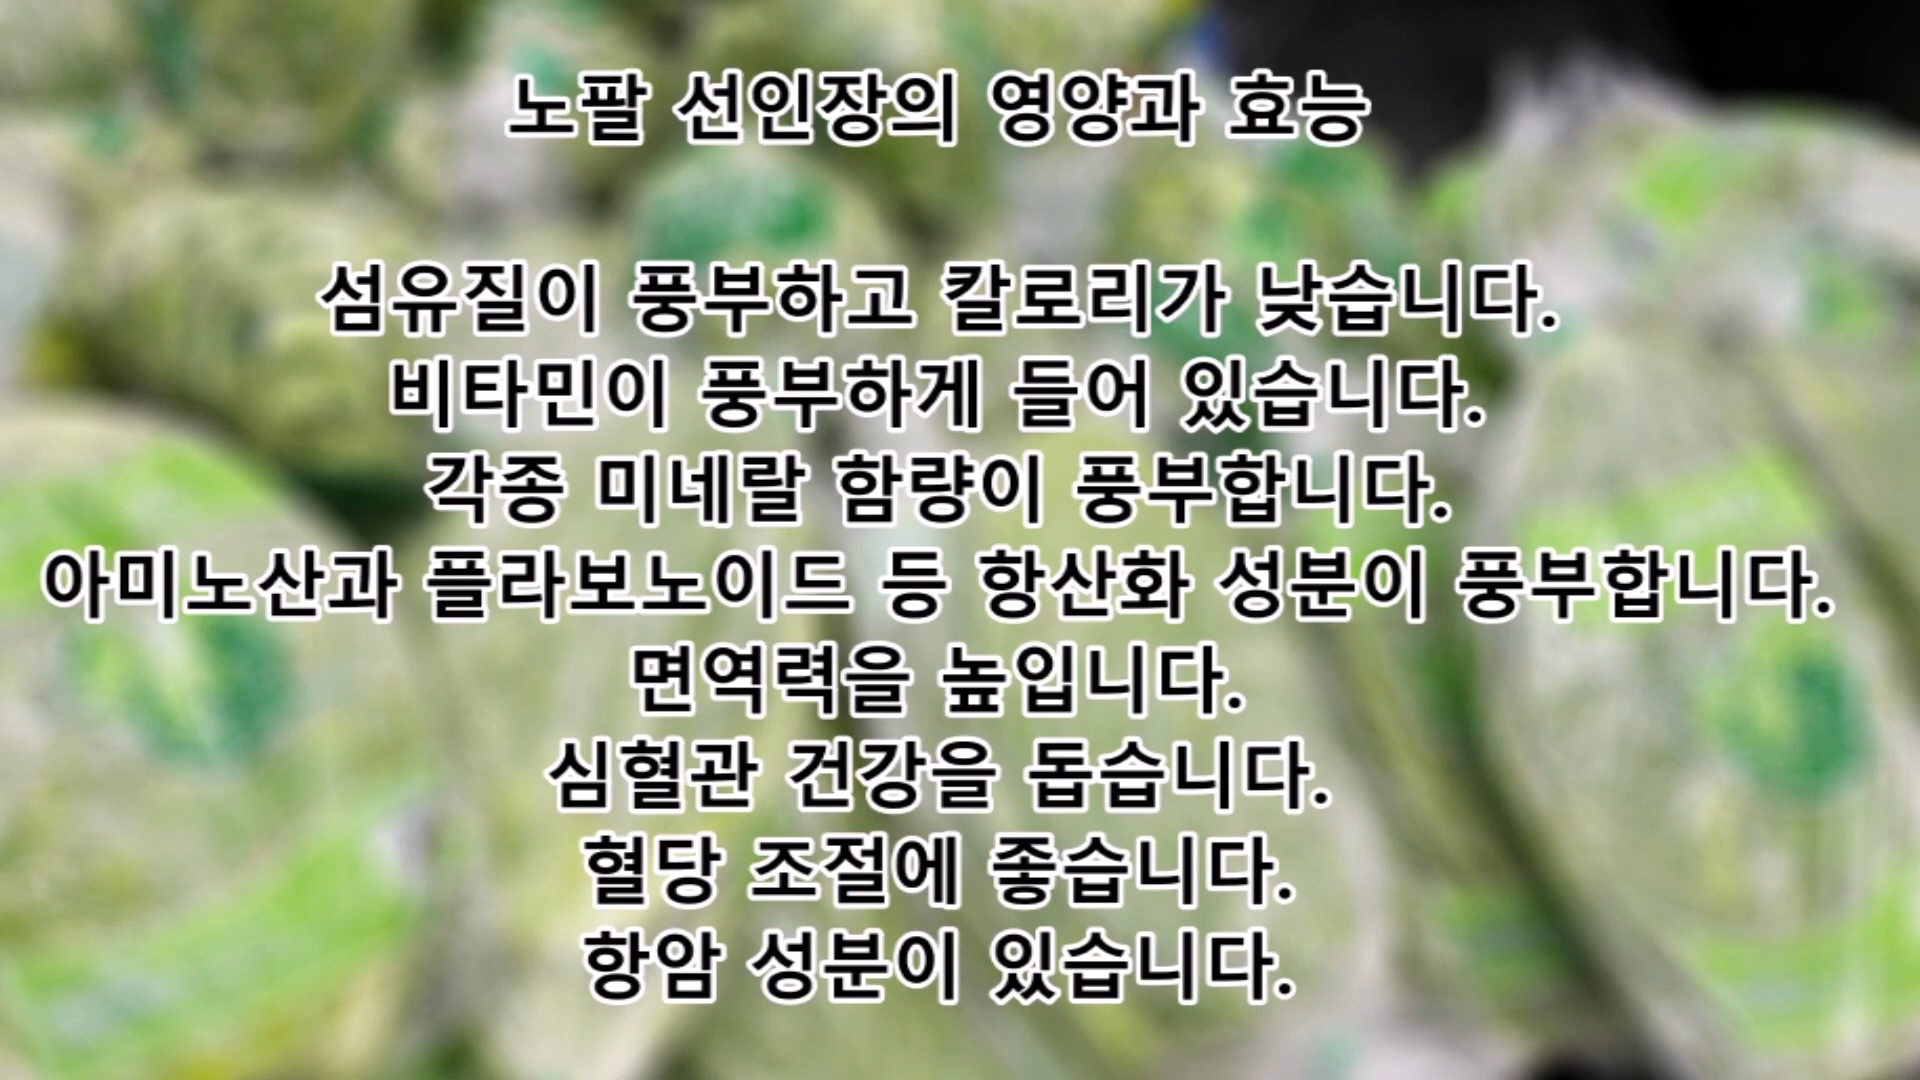 노팔 선인장의 영양과 효능
섬유질이 풍부하고 칼로리가 낮습니다.
비타민이 풍부하게 들어 있습니다.
각종 미네랄 함량이 풍부합니다.
아미노산과 플라보노이드 등 항산화 성분이 풍부합니다.
면역력을 높입니다.
심혈관 건강을 돕습니다.
혈당 조절에 좋습니다.
항암 성분이 있습니다.